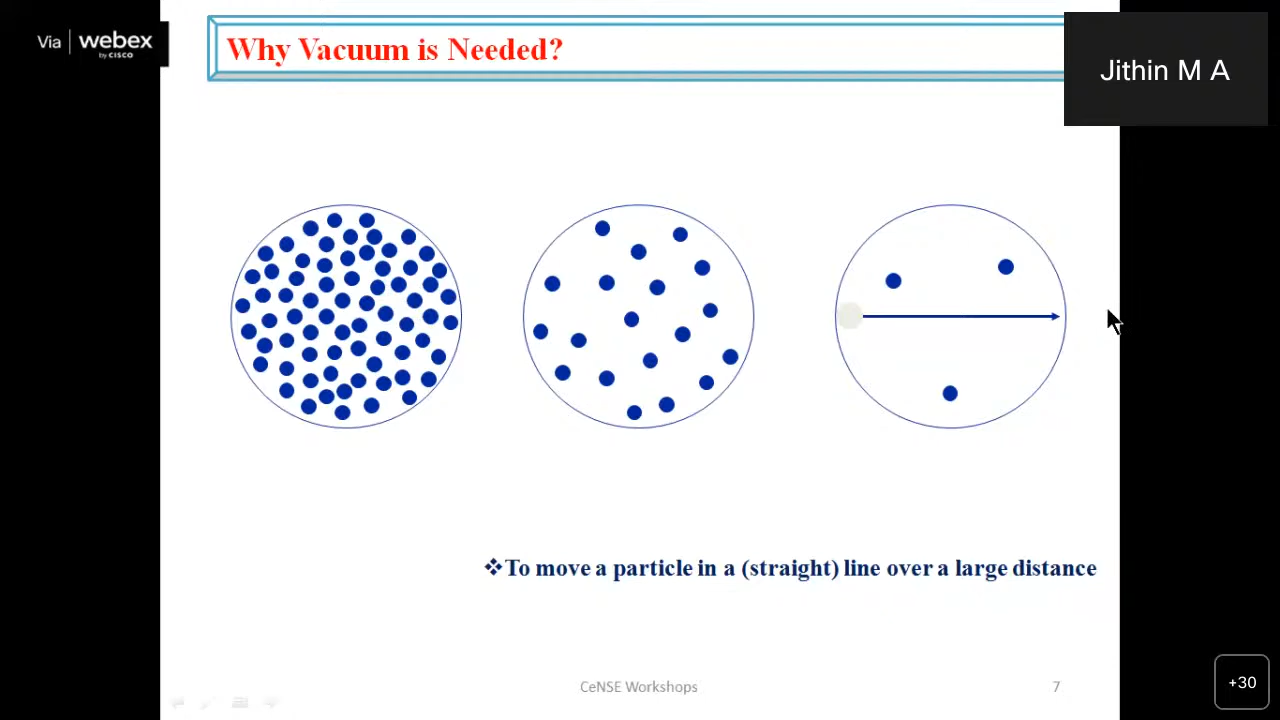 Via webex
by CISCO
Why Vacuum is Needed?
Jithin M A
❖To move a particle in a (straight) line over a large distance
CeNSE Workshops
7
+30